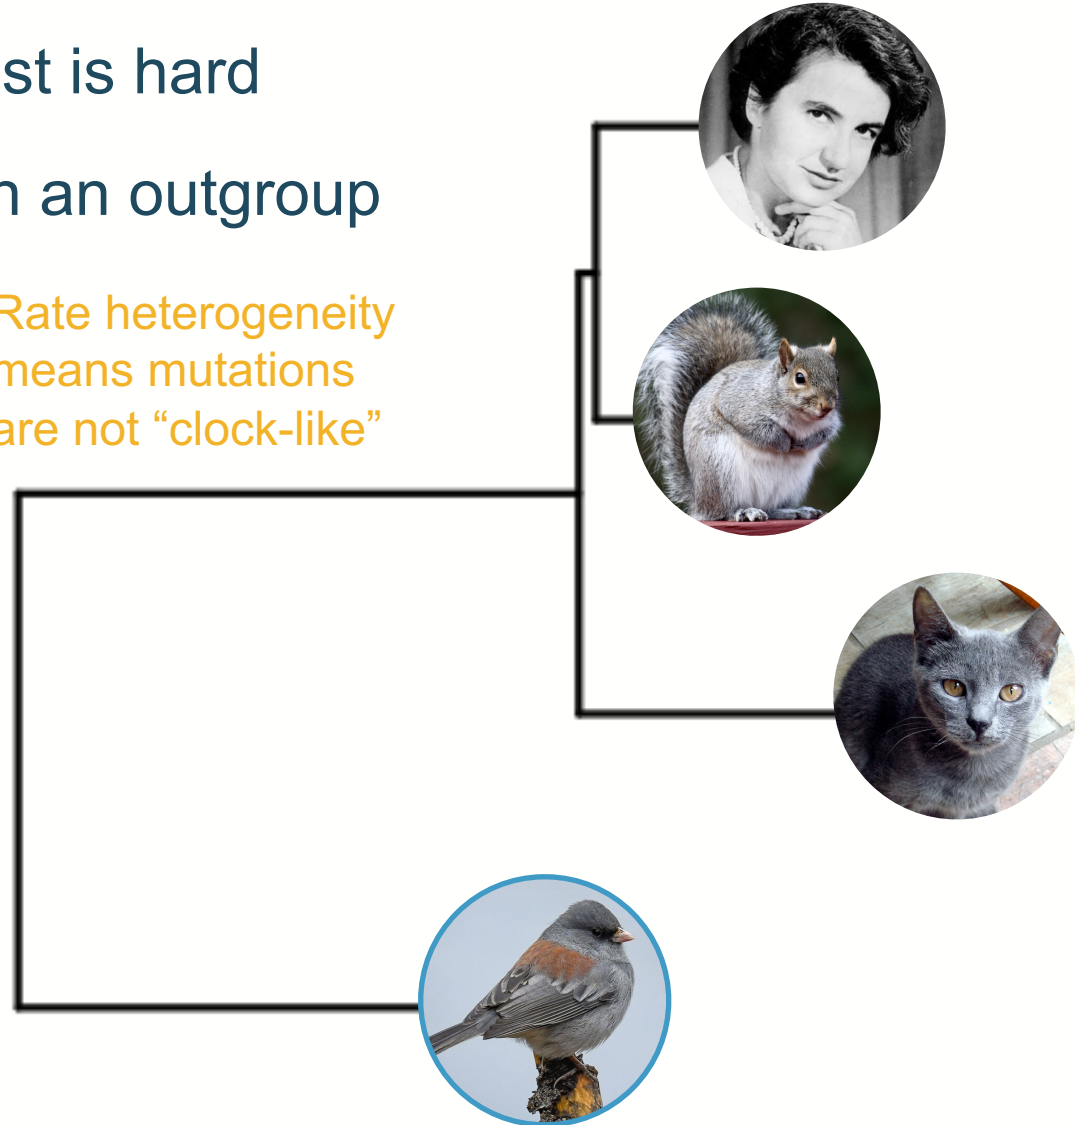 st is hard
n an outgroup
Rate heterogeneity
means mutations
are not “clock-like”